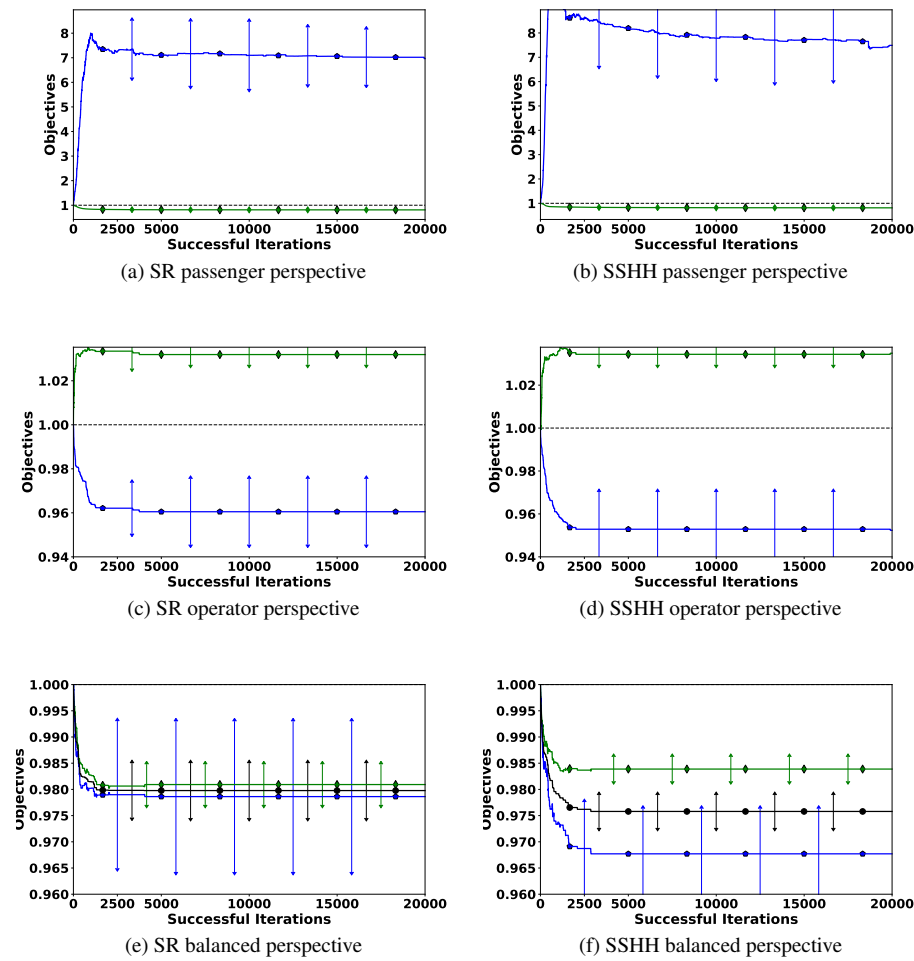 8
7
6
5
4
3
2
1
Objectives
0 2500 5000 10000 15000 20000
Successful Iterations
(a) SR passenger perspective
8
7
6
5
4
3
2
1
Objectives
0 2500 5000 10000 15000 20000
Successful Iterations
(b) SSHH passenger perspective
1.02
1.00
0.98
0.96
0.94
Objectives
0 2500 5000 10000 15000 20000
Successful Iterations
(c) SR operator perspective
1.02
1.00
0.98
0.96
0.94
Objectives
0 2500 5000 10000 15000 20000
Successful Iterations
(d) SSHH operator perspective
1.000
0.995
0.990
0.985
0.980
0.975
0.970
0.965
0.960
Objectives
0 2500 5000 10000 15000 20000
Successful Iterations
(e) SR balanced perspective
1.000
0.995
0.990
0.985
0.980
0.975
0.970
0.965
0.960
Objectives
0 2500 5000 10000 15000 20000
Successful Iterations
(f) SSHH balanced perspective